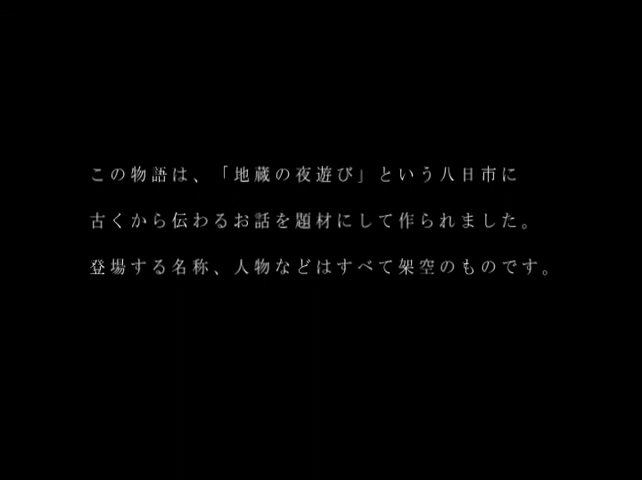 この物語は、「地蔵の夜遊び」という八日市に
古くから伝わるお話を題材にして作られました。
登場する名称、人物などはすべて架空のものです。